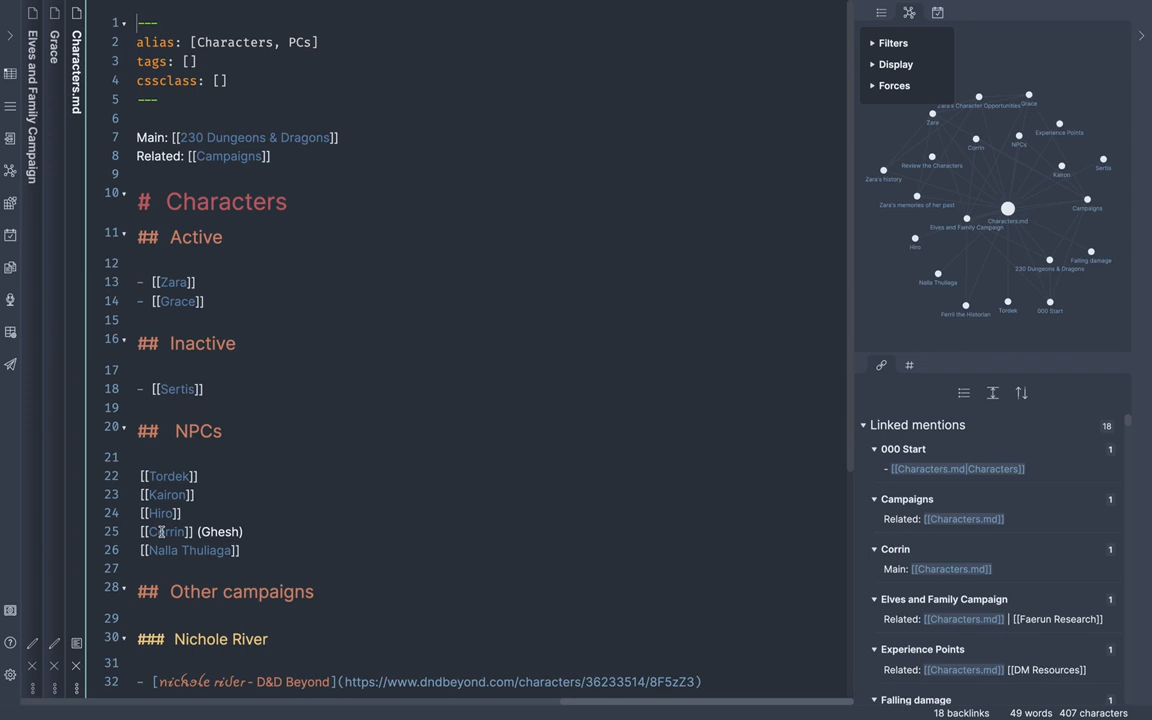 Elves and Family Campaign
Grace
Characters.md
1 ---
2 alias: [Characters, PCs]
3 tags: []
4 cssclass: []
5 ---
6
7 Main: [[230 Dungeons & Dragons]]
8 Related: [[Campaigns]]
9
10 # Characters
11 ## Active
12
13 - [[Zara]]
14 - [[Grace]]
15
16 ## Inactive
17
18 - [[Sertis]]
19
20 ## NPCs
21
22 [[Tordek]]
23 [[Kairon]]
24 [[Hiro]]
25 [[Corrin]] (Ghesh)
26 [[Nalla Thuliaga]]
27
28 ## Other campaigns
29
30 ### Nichole River
31
32 - [nichole river - D&D Beyond](https://www.dndbeyond.com/characters/36233514/8F5zZ3)
Filters
Display
Forces
Zara's Character Opportunities
Grace
Zara
Experience Points
Corrin
NPCs
Review the Characters
Kairon
Sertis
Zara's history
Zara's memories of her past
Characters.md
Campaigns
Elves and Family Campaign
Hiro
Falling damage
230 Dungeons & Dragons
Nalla Thuliaga
Ferril the Historian
Tordek
000 Start
#
Linked mentions 18
000 Start 1
- [[Characters.md|Characters]]
Campaigns 1
Related: [[Characters.md]]
Corrin 1
Main: [[Characters.md]]
Elves and Family Campaign 1
Related: [[Characters.md]] | [[Faerun Research]]
Experience Points 1
Related: [[Characters.md]] [[DM Resources]]
Falling damage 1
18 backlinks 49 words 407 characters